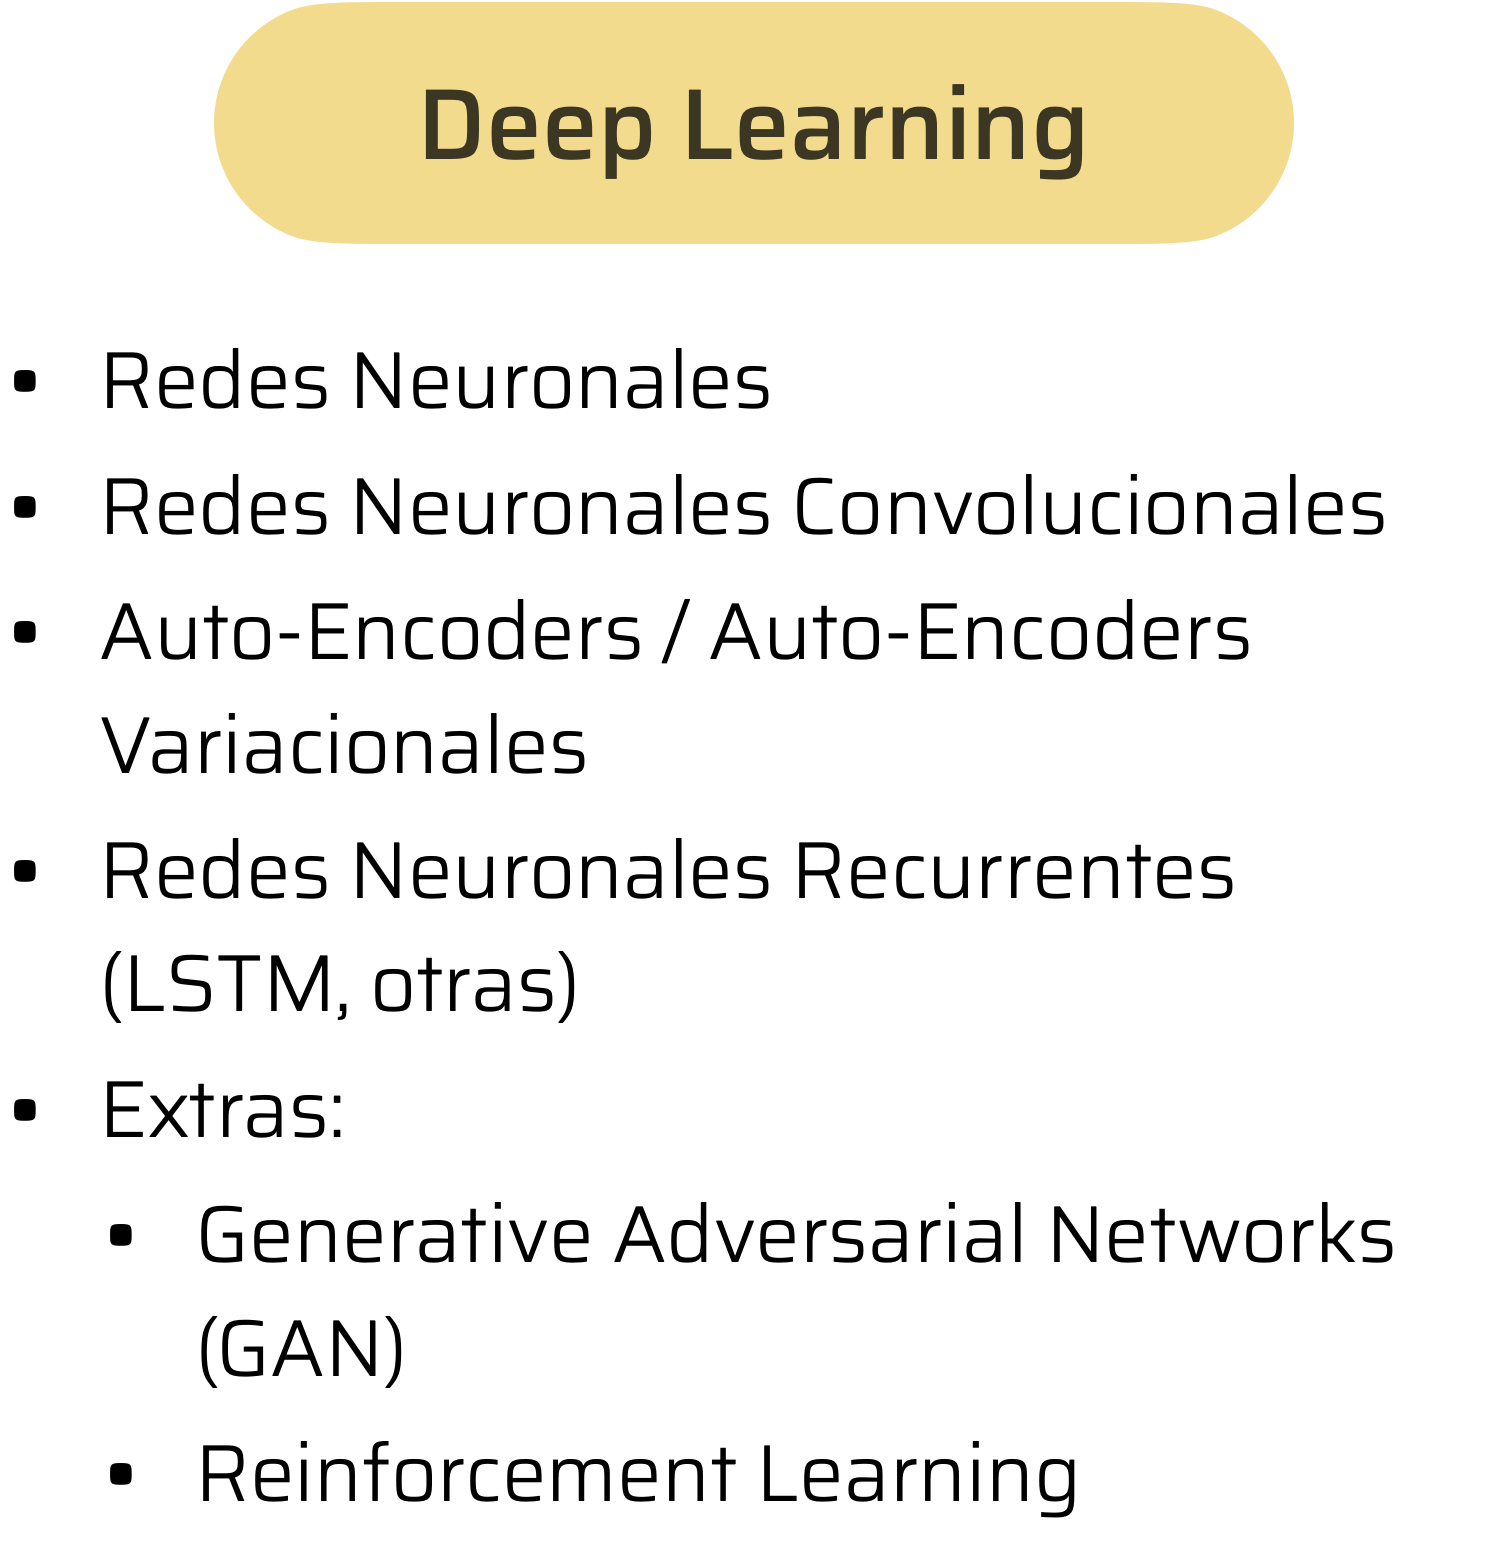 Deep Learning
• Redes Neuronales
• Redes Neuronales Convolucionales
• Auto-Encoders / Auto-Encoders
Variacionales
• Redes Neuronales Recurrentes
(LSTM, otras)
• Extras:
• Generative Adversarial Networks
(GAN)
• Reinforcement Learning